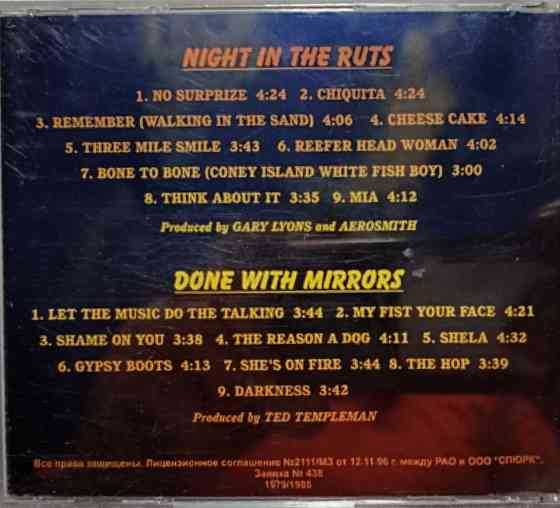 NIGHT IN THE RUTS
1. NO SURPRIZE 4:24 2. CHIQUITA 4:24
3. REMEMBER (WALKING IN THE SAND) 4:06 4. CHEESE CAKE 4:14
5. THREE MILE SMILE 3:43 6. REEFER HEAD WOMAN 4:02
7. BONE TO BONE (CONEY ISLAND WHITE FISH BOY) 3:00
8. THINK ABOUT IT 3:35 9. MIA 4:12
Produced by GARY LYONS and AEROSMITH
DONE WITH MIRRORS
1. LET THE MUSIC DO THE TALKING 3:44 2. MY FIST YOUR FACE 4:21
3. SHAME ON YOU 3:38 4. THE REASON A DOG 4:11 5. SHELA 4:32
6. GYPSY BOOTS 4:13 7. SHE'S ON FIRE 3:44 8. THE HOP 3:39
9. DARKNESS 3:42
Produced by TED TEMPLEMAN
Все права защищены. Лицензионное соглашение №2111/МЗ от 12.11.96 г. между РАО и ООО "СПЮРК".
Заявка № 438
1979/1985